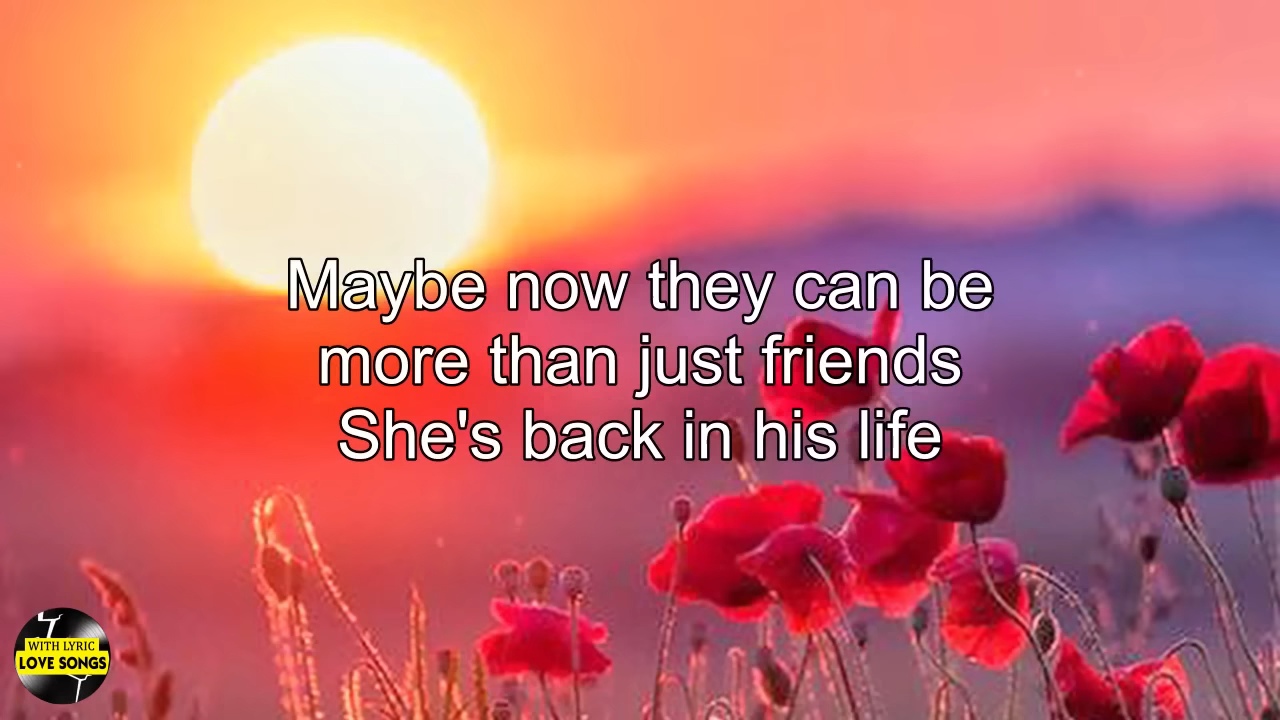 Maybe now they can be
more than just friends
She's back in his life
WITH LYRIC
LOVE SONGS